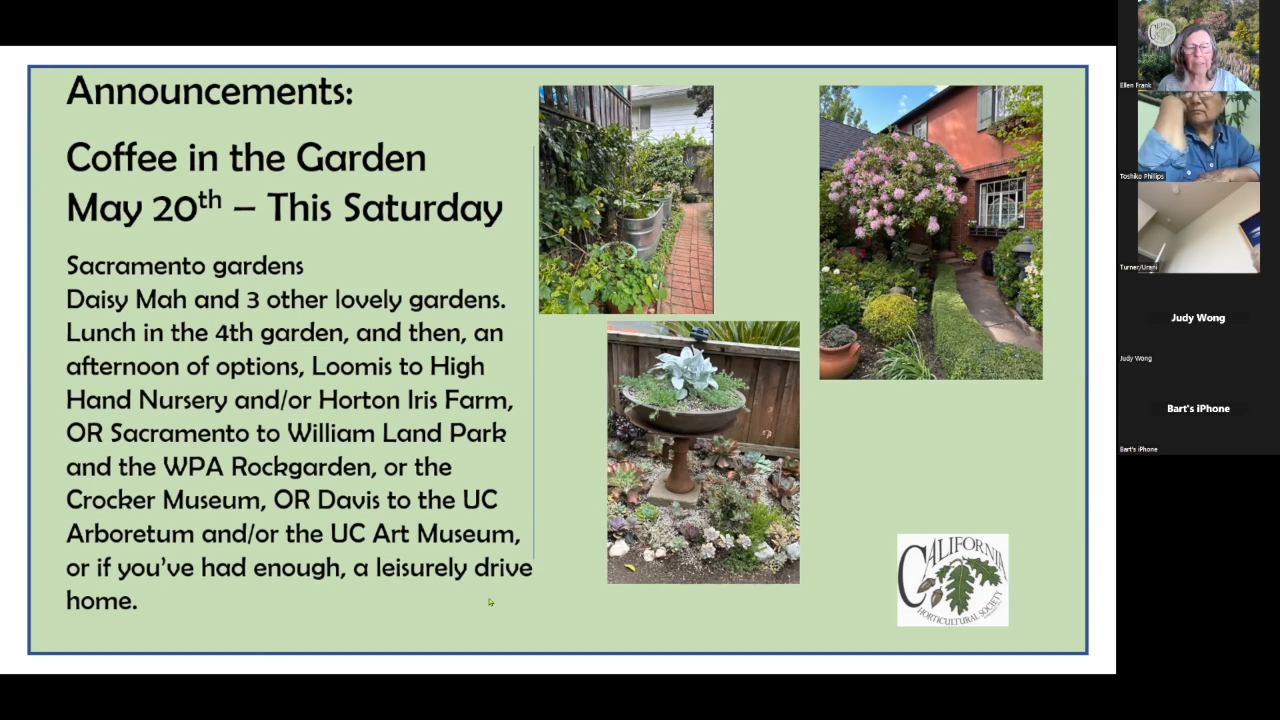 Announcements:
Coffee in the Garden
May 20th – This Saturday
Sacramento gardens
Daisy Mah and 3 other lovely gardens.
Lunch in the 4th garden, and then, an
afternoon of options, Loomis to High
Hand Nursery and/or Horton Iris Farm,
OR Sacramento to William Land Park
and the WPA Rockgarden, or the
Crocker Museum, OR Davis to the UC
Arboretum and/or the UC Art Museum,
or if you've had enough, a leisurely drive
home.
CALIFORNIA
HORTICULTURAL SOCIETY
Ellen Frank
Toshiko Phillips
Turner/Urani
Judy Wong
Judy Wong
Bart's iPhone
Bart's iPhone